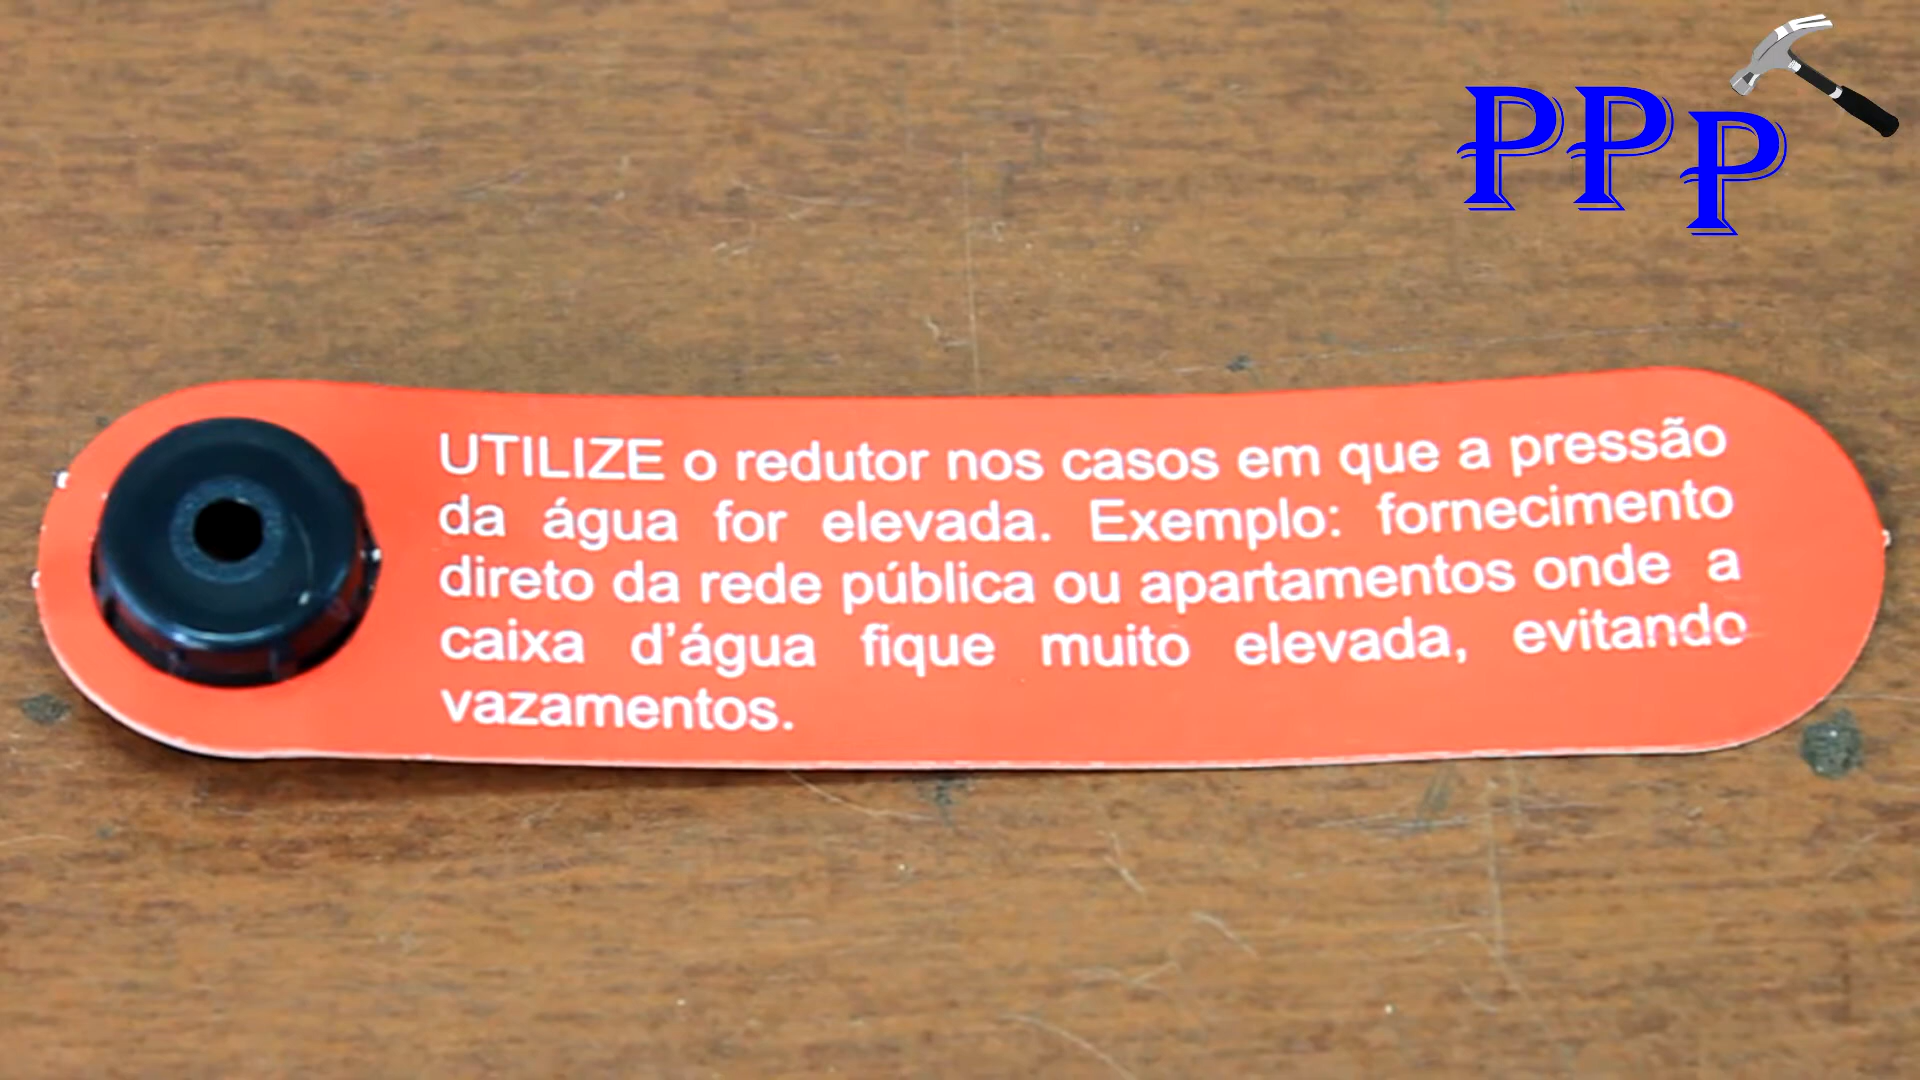 PPP
UTILIZE o redutor nos casos em que a pressão
da água for elevada. Exemplo: fornecimento
direto da rede pública ou apartamentos onde a
caixa d’água fique muito elevada, evitando
vazamentos.